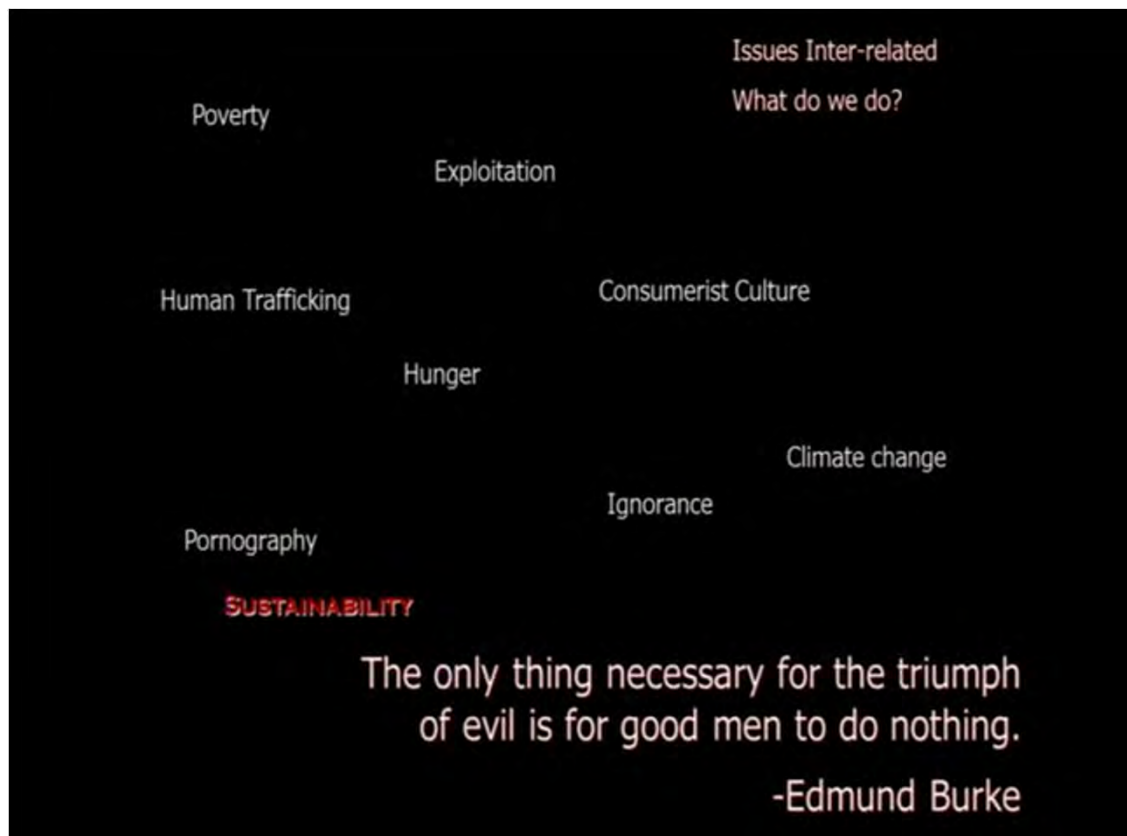 Issues Inter-related
What do we do?
Poverty
Exploitation
Human Trafficking
Consumerist Culture
Hunger
Climate change
Ignorance
Pornography
SUSTAINABILITY
The only thing necessary for the triumph
of evil is for good men to do nothing.
-Edmund Burke